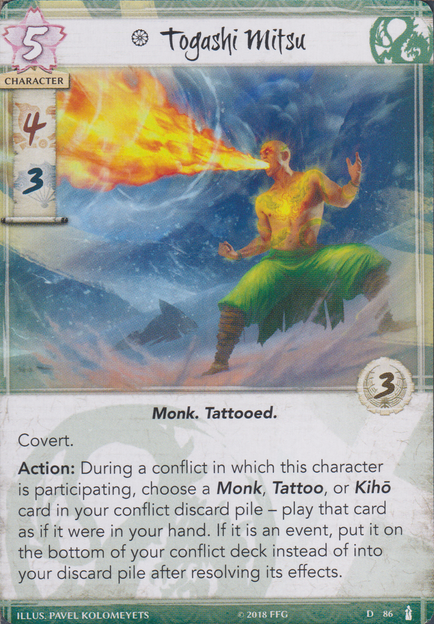 5
Togashi Mitsu
CHARACTER
4
3
3
Monk. Tattooed.
Covert.
Action: During a conflict in which this character
is participating, choose a Monk, Tattoo, or Kihō
card in your conflict discard pile – play that card
as if it were in your hand. If it is an event, put it on
the bottom of your conflict deck instead of into
your discard pile after resolving its effects.
ILLUS. PAVEL KOLOMEYETS © 2018 FFG D 86